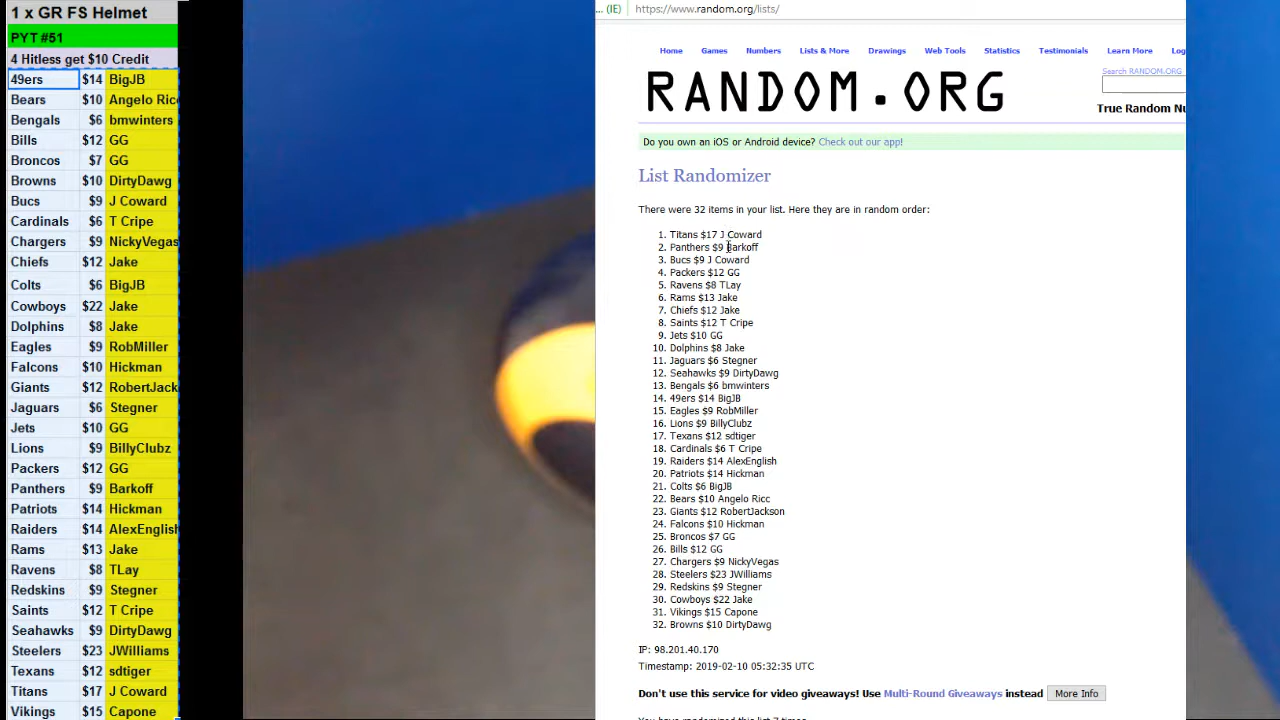 1 x GR FS Helmet
PYT #51
4 Hitless get $10 Credit
49ers $14 BigJB
Bears $10 Angelo Ricc
Bengals $6 bmwinters
Bills $12 GG
Broncos $7 GG
Browns $10 DirtyDawg
Bucs $9 J Coward
Cardinals $6 T Cripe
Chargers $9 NickyVegas
Chiefs $12 Jake
Colts $6 BigJB
Cowboys $22 Jake
Dolphins $8 Jake
Eagles $9 RobMiller
Falcons $10 Hickman
Giants $12 RobertJack
Jaguars $6 Stegner
Jets $10 GG
Lions $9 BillyClubz
Packers $12 GG
Panthers $9 Barkoff
Patriots $14 Hickman
Raiders $14 AlexEnglish
Rams $13 Jake
Ravens $8 TLay
Redskins $9 Stegner
Saints $12 T Cripe
Seahawks $9 DirtyDawg
Steelers $23 JWilliams
Texans $12 sdtiger
Titans $17 J Coward
Vikings $15 Capone
... (IE) https://www.random.org/lists/
Home Games Numbers Lists & More Drawings Web Tools Statistics Testimonials Learn More Log
Search RANDOM.ORG
RANDOM.ORG
True Random Nu
Do you own an iOS or Android device? Check out our app!
List Randomizer
There were 32 items in your list. Here they are in random order:
1. Titans $17 J Coward
2. Panthers $9 Barkoff
3. Bucs $9 J Coward
4. Packers $12 GG
5. Ravens $8 TLay
6. Rams $13 Jake
7. Chiefs $12 Jake
8. Saints $12 T Cripe
9. Jets $10 GG
10. Dolphins $8 Jake
11. Jaguars $6 Stegner
12. Seahawks $9 DirtyDawg
13. Bengals $6 bmwinters
14. 49ers $14 BigJB
15. Eagles $9 RobMiller
16. Lions $9 BillyClubz
17. Texans $12 sdtiger
18. Cardinals $6 T Cripe
19. Raiders $14 AlexEnglish
20. Patriots $14 Hickman
21. Colts $6 BigJB
22. Bears $10 Angelo Ricc
23. Giants $12 RobertJackson
24. Falcons $10 Hickman
25. Broncos $7 GG
26. Bills $12 GG
27. Chargers $9 NickyVegas
28. Steelers $23 JWilliams
29. Redskins $9 Stegner
30. Cowboys $22 Jake
31. Vikings $15 Capone
32. Browns $10 DirtyDawg
IP: 98.201.40.170
Timestamp: 2019-02-10 05:32:35 UTC
Don't use this service for video giveaways! Use Multi-Round Giveaways instead More Info
You have randomized this list 7 times